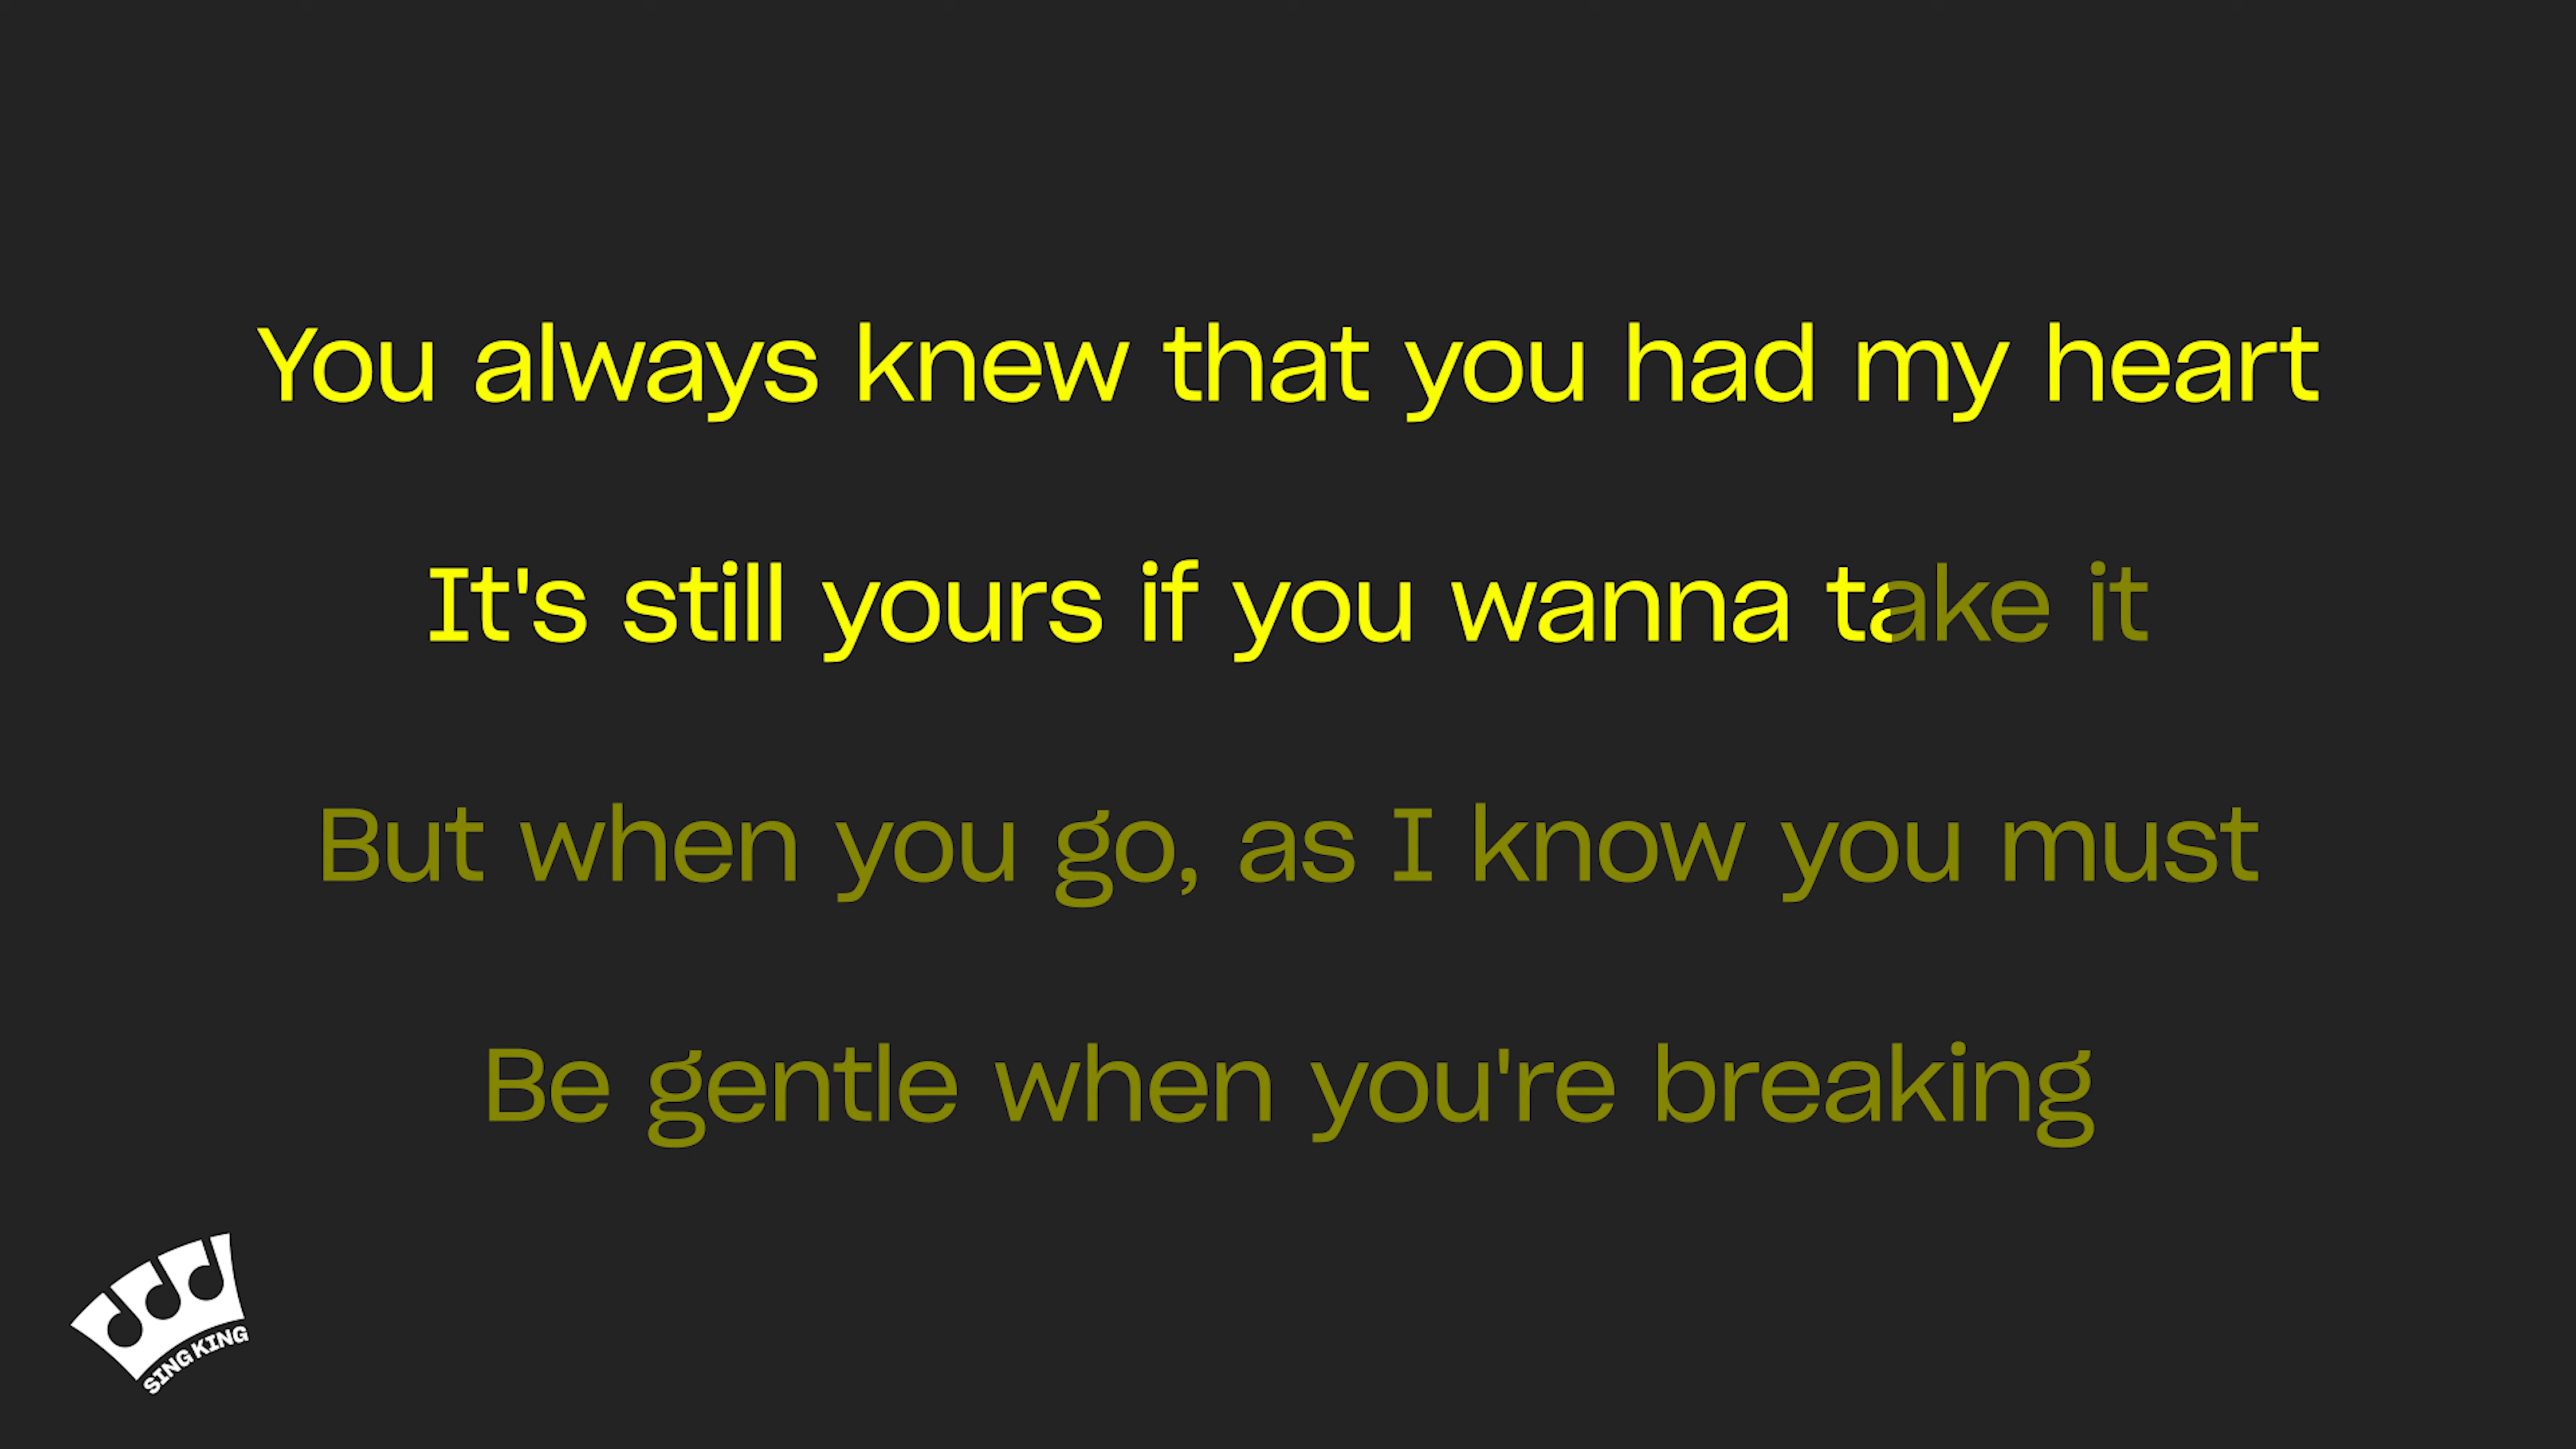 You always knew that you had my heart
It's still yours if you wanna take it
But when you go, as I know you must
Be gentle when you're breaking
SING KING